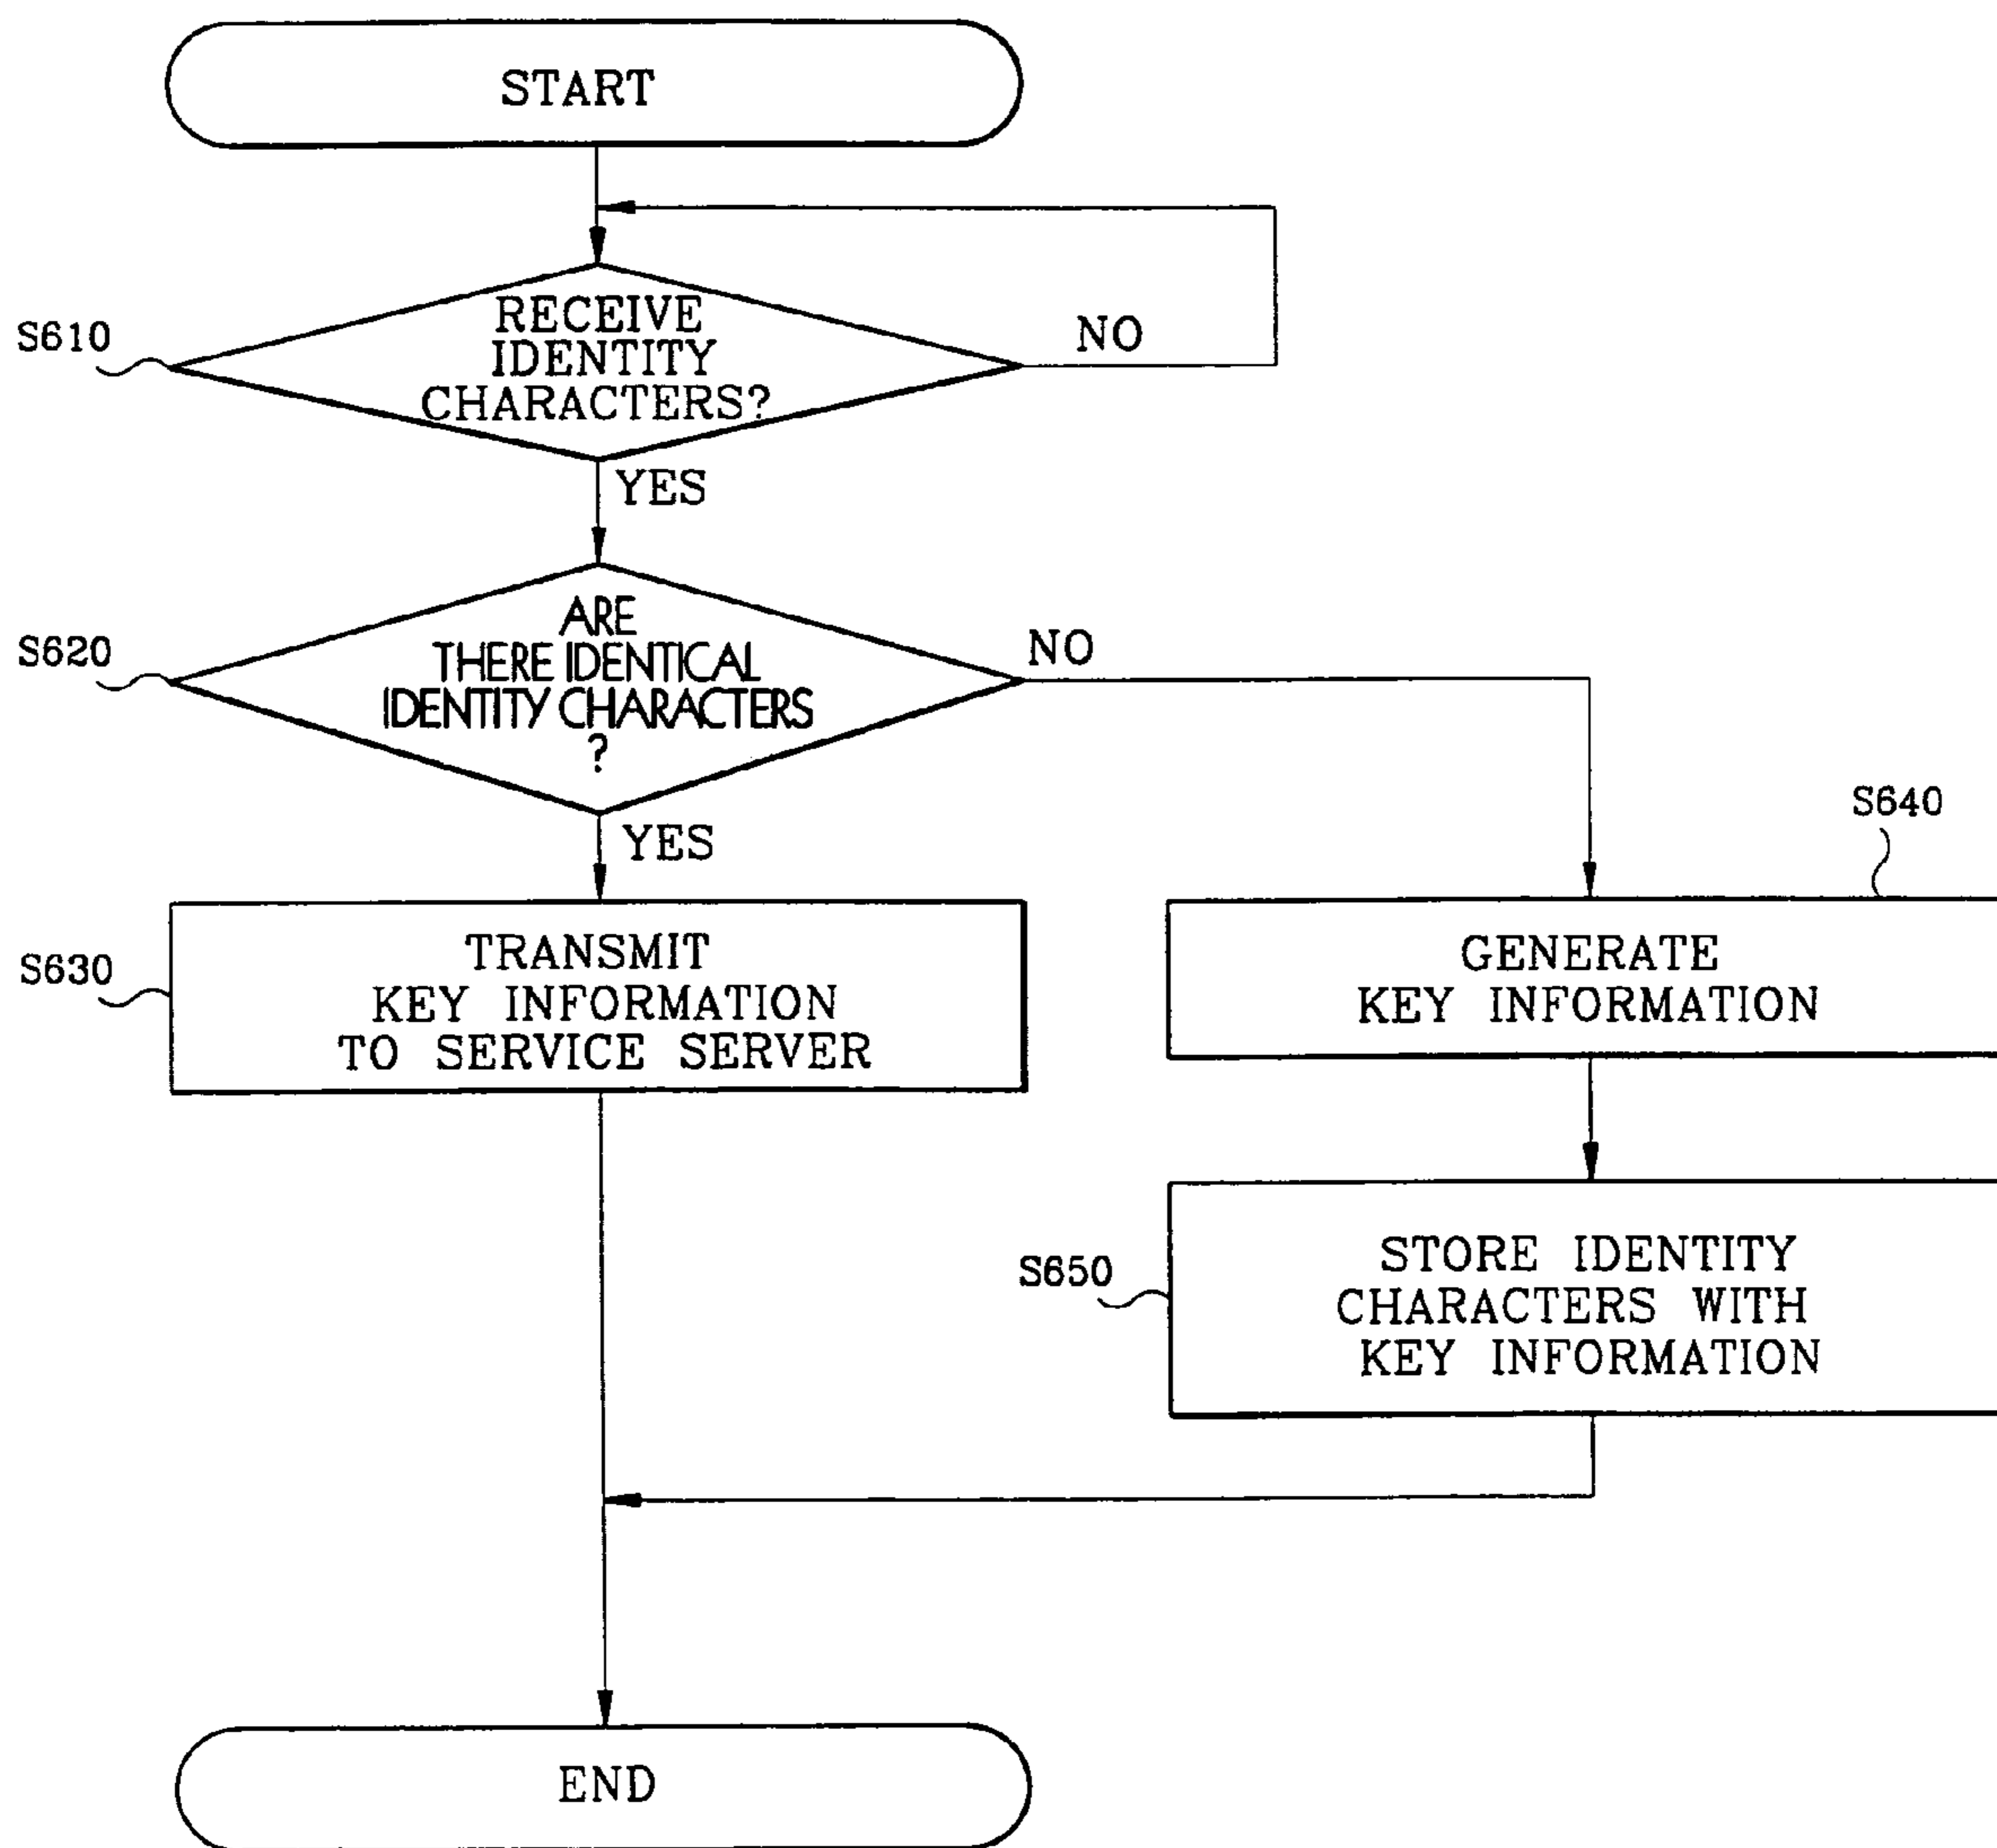 START
S610
RECEIVE
IDENTITY
CHARACTERS?
NO
YES
S620
ARE
THERE IDENTICAL
IDENTITY CHARACTERS
?
NO
YES
S630
TRANSMIT
KEY INFORMATION
TO SERVICE SERVER
S640
GENERATE
KEY INFORMATION
S650
STORE IDENTITY
CHARACTERS WITH
KEY INFORMATION
END